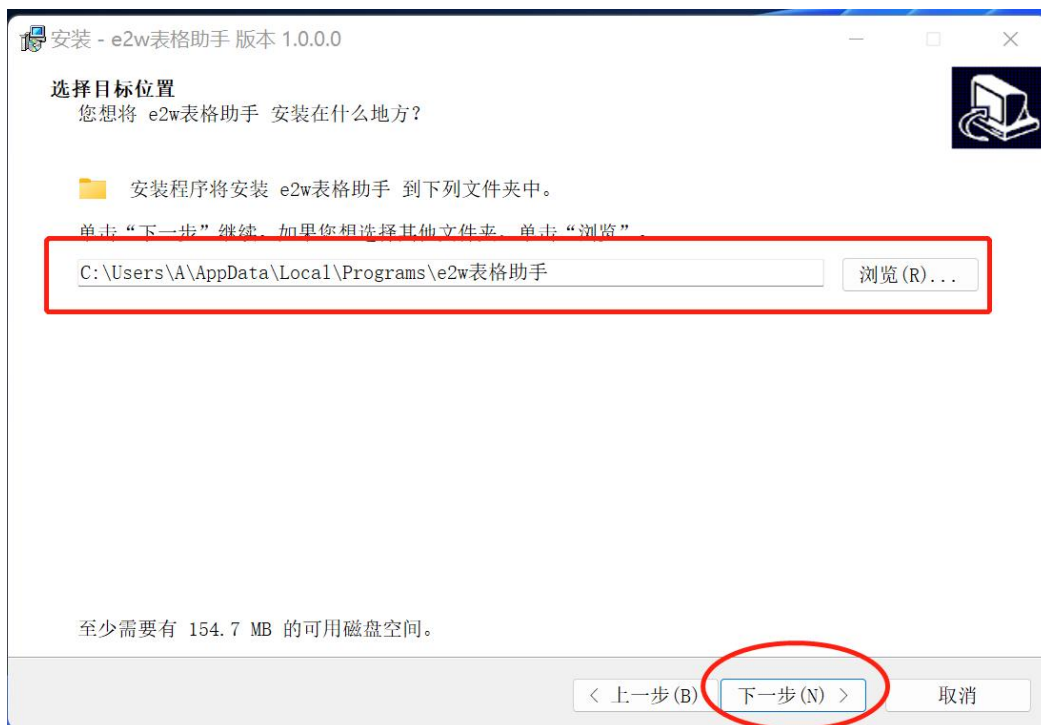 安装 - e2w表格助手 版本 1.0.0.0
选择目标位置
您想将 e2w表格助手 安装在什么地方？
安装程序将安装 e2w表格助手 到下列文件夹中。
单击“下一步”继续。如果您想选择其他文件夹，单击“浏览”。
C:\Users\A\AppData\Local\Programs\e2w表格助手
浏览(R)...
至少需要有 154.7 MB 的可用磁盘空间。
< 上一步(B) 下一步(N) > 取消